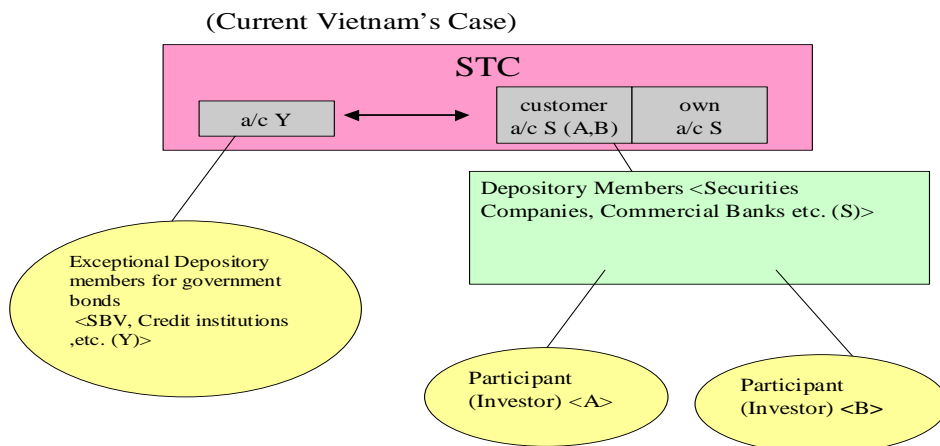 (Current Vietnam's Case)
STC
a/c Y
customer
a/c S (A,B)
own
a/c S
Depository Members <Securities
Companies, Commercial Banks etc. (S)>
Exceptional Depository
members for government
bonds
<SBV, Credit institutions
,etc. (Y)>
Participant
(Investor) <A>
Participant
(Investor) <B>